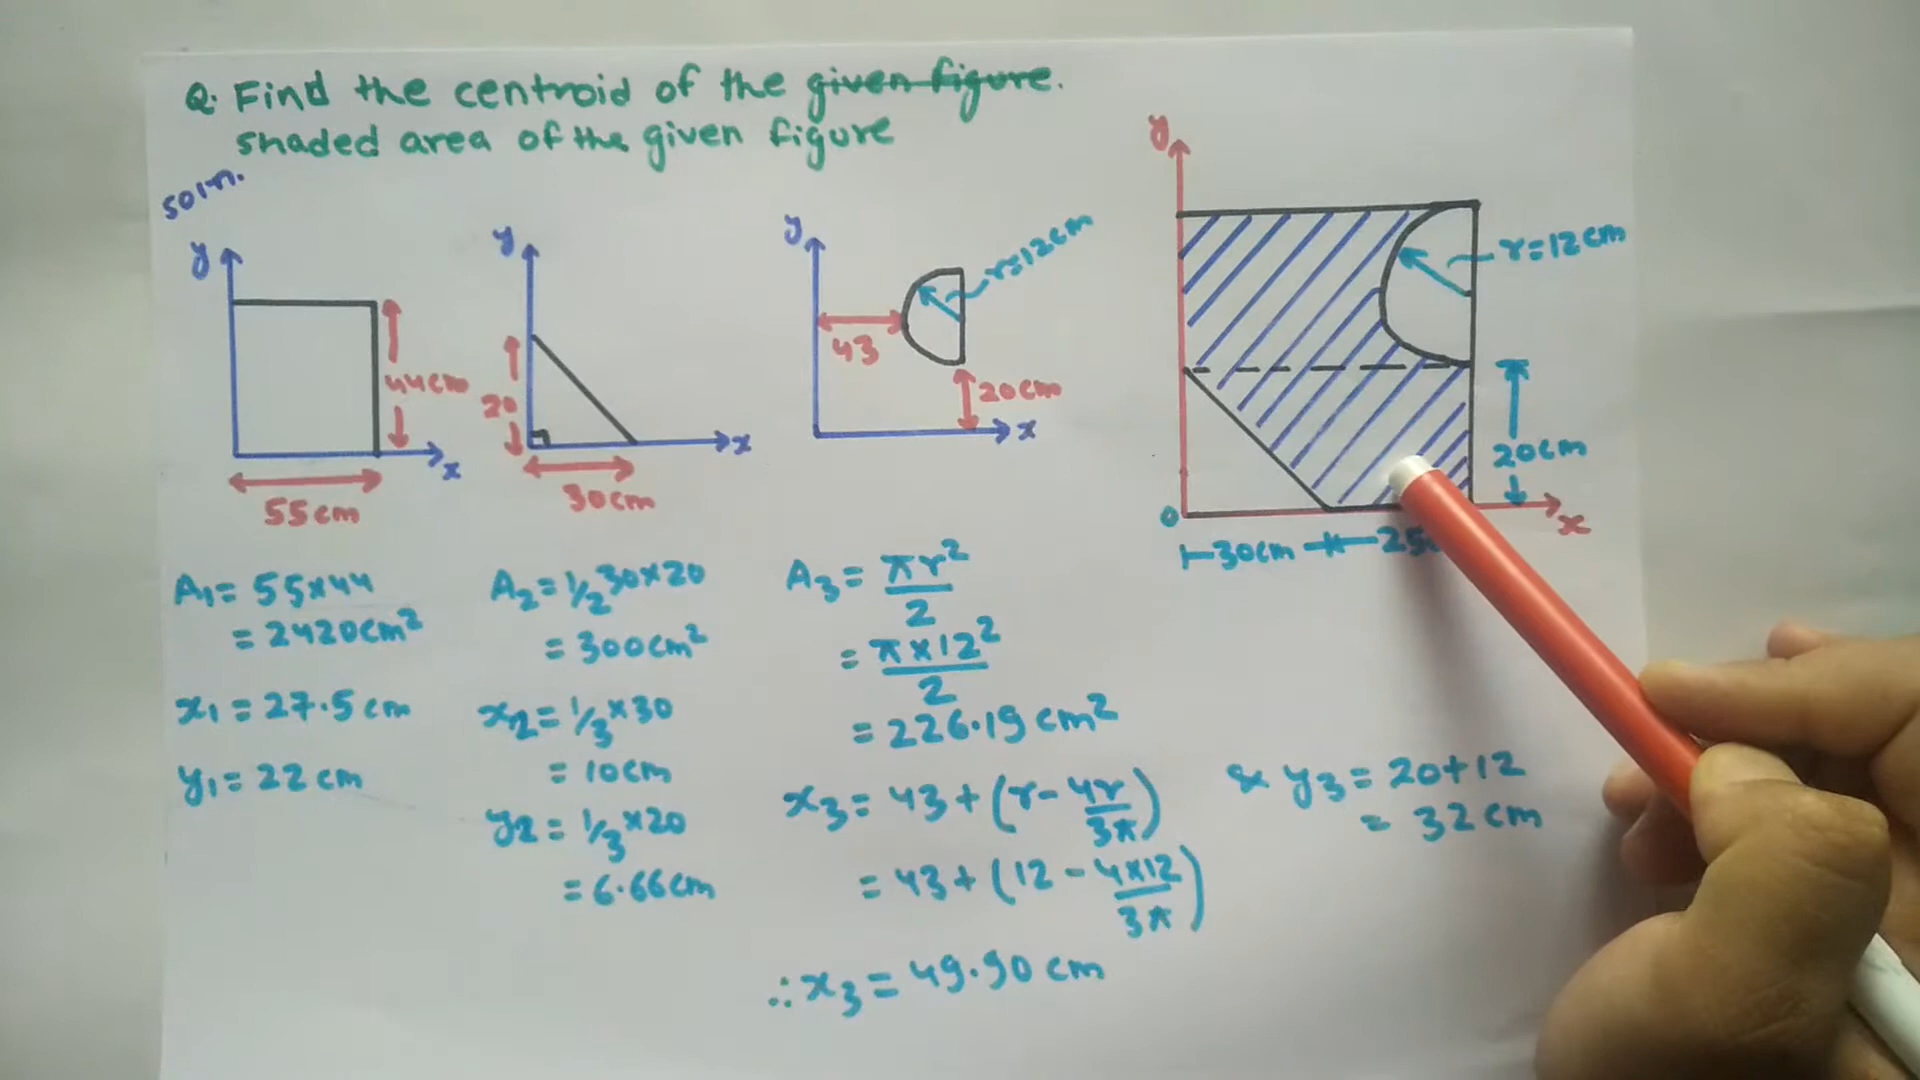 Q. Find the centroid of the given figure.
shaded area of the given figure
soln.
y
x
44cm
55cm
y
x
20
30cm
y
x
43
r=12cm
20cm
y
x
0
r=12cm
20cm
30cm
A₁ = 55×44
= 2420cm²
x₁ = 27.5cm
y₁ = 22cm
A₂ = 1/2 30×20
= 300cm²
x₂ = 1/3×30
= 10cm
y₂ = 1/3×20
= 6.66cm
A₃ = πr²/2
= π×12²/2
= 226.19 cm²
x₃ = 43+(r-4r/3π)
= 43+(12-4×12/3π)
∴ x₃ = 49.90 cm
& y₃ = 20+12
= 32cm